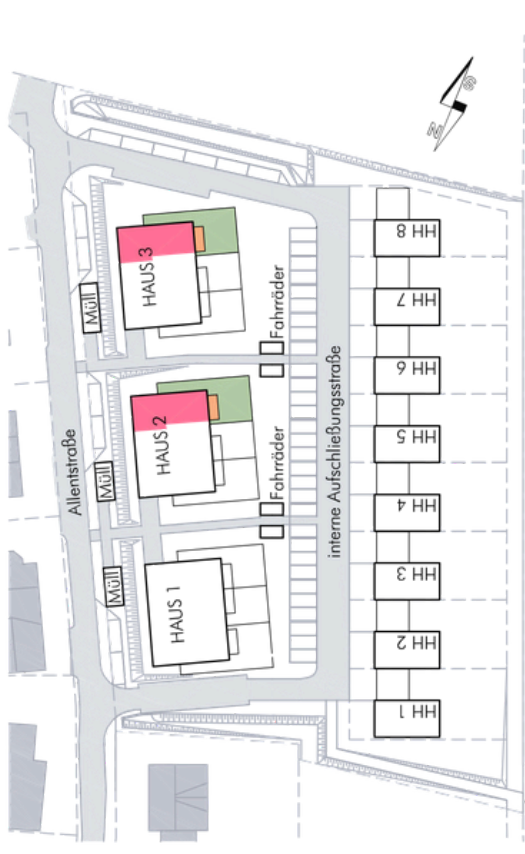 S
N
HH 8
HAUS 3
Müll
Fahrräder
HH 7
HH 6
interne Aufschließungsstraße
Allentstraße
HAUS 2
Müll
Fahrräder
HH 5
HH 4
HAUS 1
Müll
HH 3
HH 2
HH 1